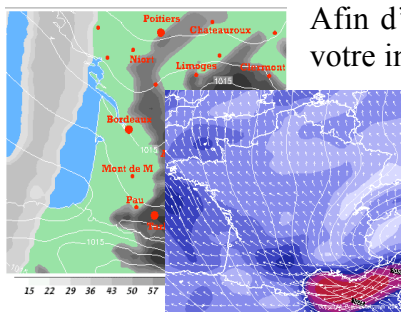 Afin d'
votre in
Poitiers
Chateauroux
Niort
Limoges
Clermont
1015
Bordeaux
1015
Mont de M
Pau
1015
15 22 29 36 43 50 57